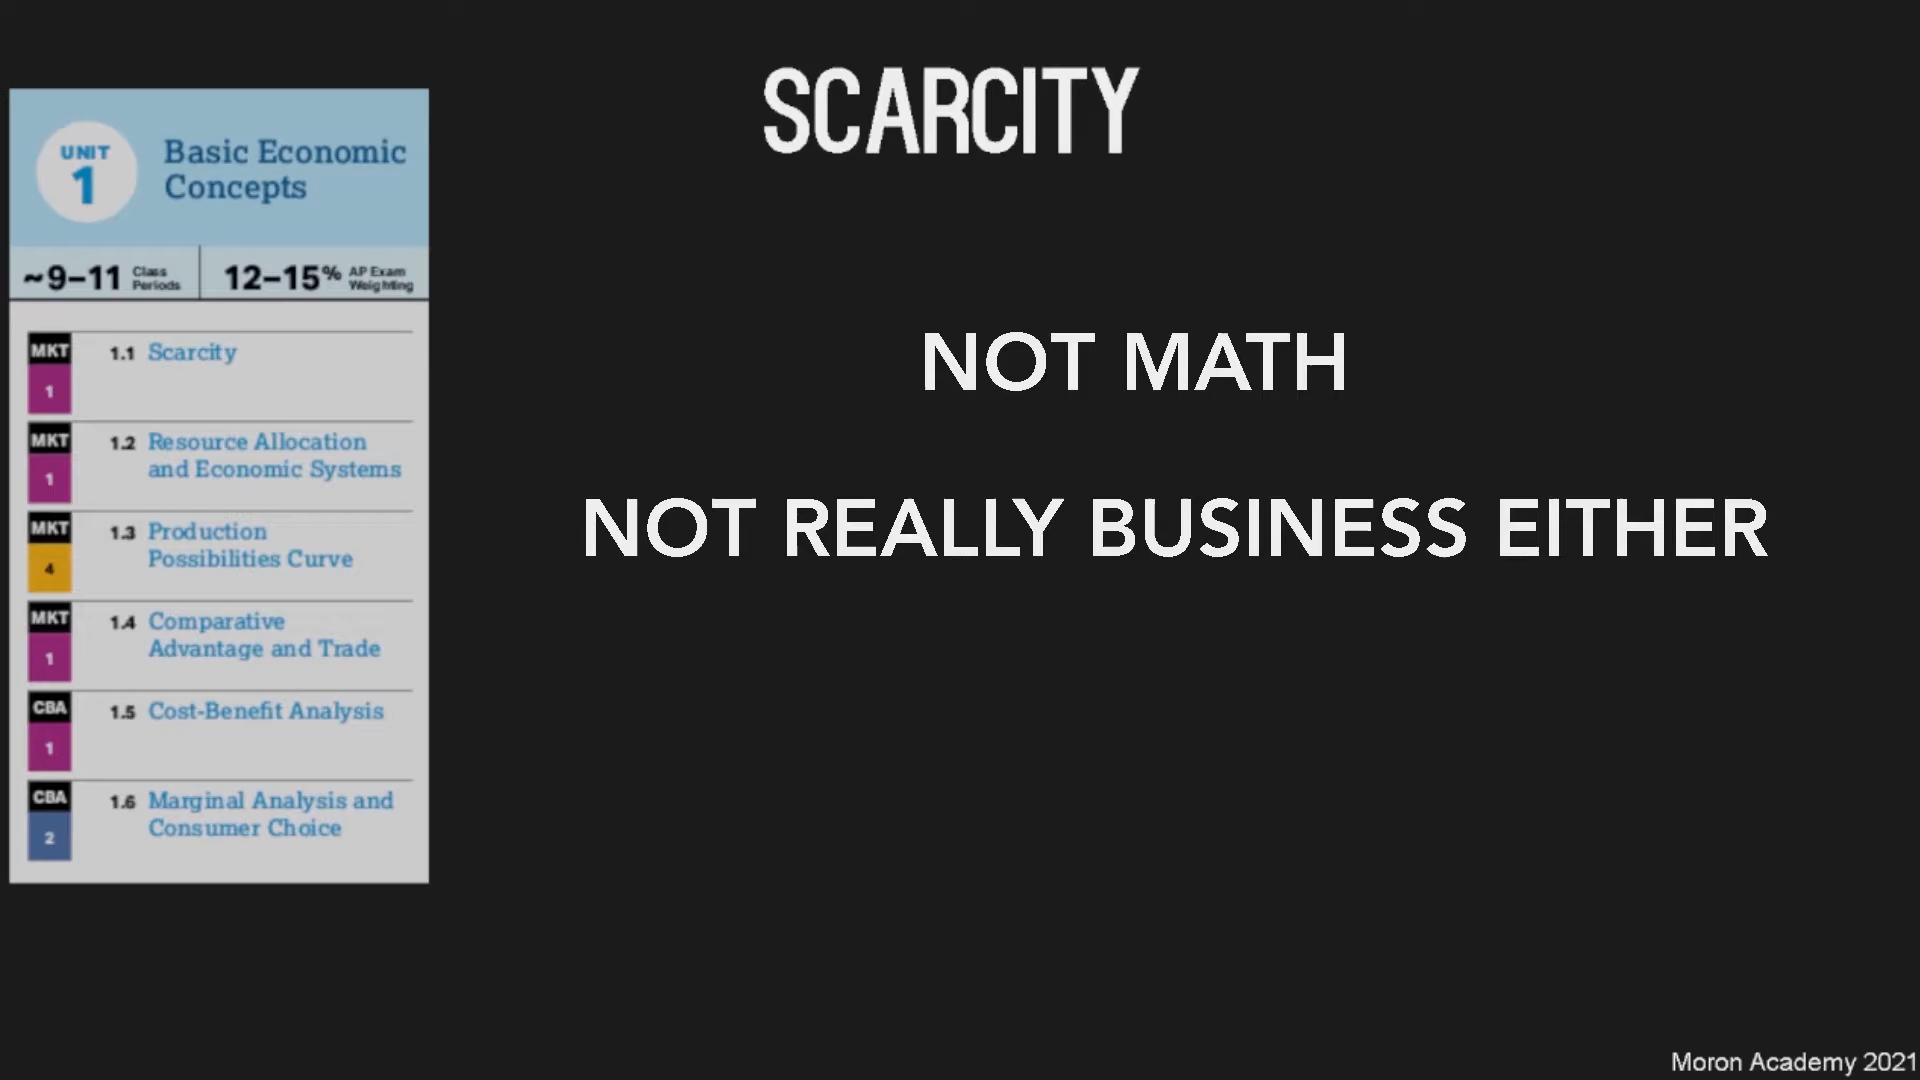 SCARCITY
UNIT
1
Basic Economic
Concepts
~9–11 Class
Periods
12–15% AP Exam
Weighting
MKT
1
1.1 Scarcity
MKT
1
1.2 Resource Allocation
and Economic Systems
MKT
4
1.3 Production
Possibilities Curve
MKT
1
1.4 Comparative
Advantage and Trade
CBA
1
1.5 Cost-Benefit Analysis
CBA
2
1.6 Marginal Analysis and
Consumer Choice
NOT MATH
NOT REALLY BUSINESS EITHER
Moron Academy 2021